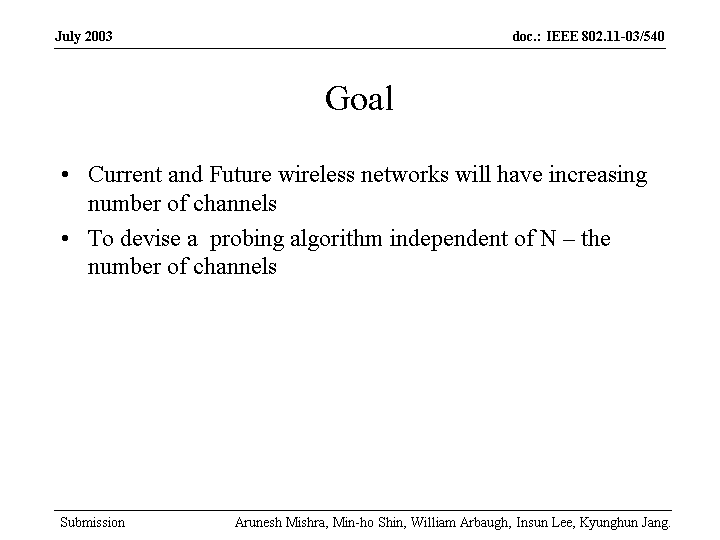 July 2003
doc.: IEEE 802.11-03/540
Goal
• Current and Future wireless networks will have increasing
number of channels
• To devise a  probing algorithm independent of N – the
number of channels
Submission
Arunesh Mishra, Min-ho Shin, William Arbaugh, Insun Lee, Kyunghun Jang.